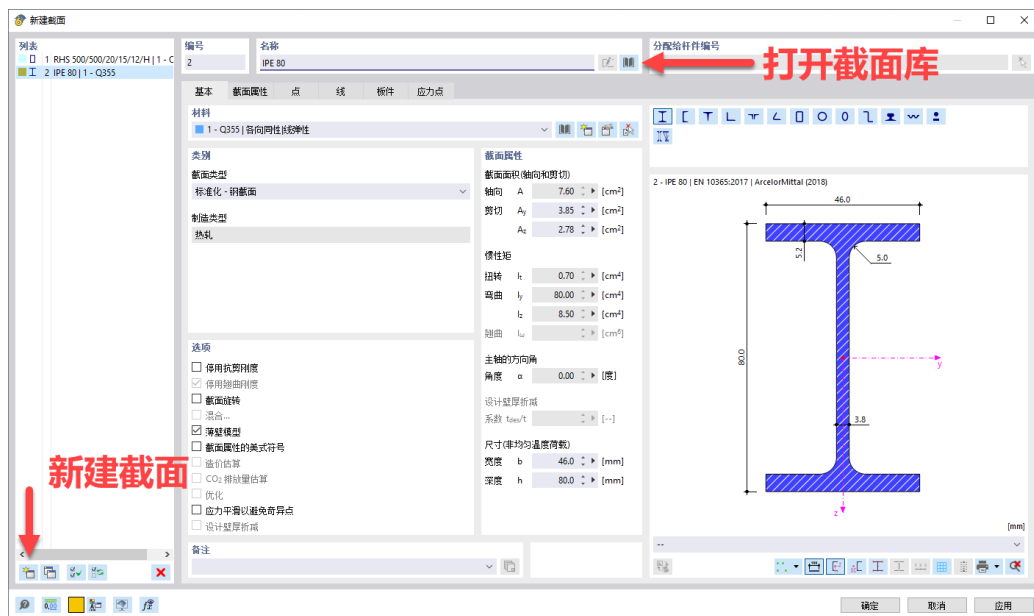 新建截面
列表
1 RHS 500/500/20/15/12/H | 1 - C
2 IPE 80 | 1 - Q355
编号
2
名称
IPE 80
分配给杆件编号
打开截面库
基本 截面属性 点 线 板件 应力点
材料
1 - Q355 | 各向同性|线弹性
类别
截面类型
标准化 - 钢截面
制造类型
热轧
选项
停用抗剪刚度
停用翘曲刚度
截面旋转
混合...
薄壁模型
截面属性的美式符号
造价估算
CO2 排放量估算
优化
应力平滑以避免奇异点
设计壁厚折减
备注
截面属性
截面面积(轴向和剪切)
轴向 A 7.60 [cm2]
剪切 Ay 3.85 [cm2]
Az 2.78 [cm2]
惯性矩
扭转 It 0.70 [cm4]
弯曲 Iy 80.00 [cm4]
Iz 8.50 [cm4]
翘曲 Iω [cm6]
主轴的方向角
角度 α 0.00 [度]
设计壁厚折减
系数 tdes/t [--]
尺寸(非均匀温度荷载)
宽度 b 46.0 [mm]
深度 h 80.0 [mm]
2 - IPE 80 | EN 10365:2017 | ArcelorMittal (2018)
46.0
5.2
5.0
80.0
y
3.8
z
[mm]
--
新建截面
0,00
确定 取消 应用